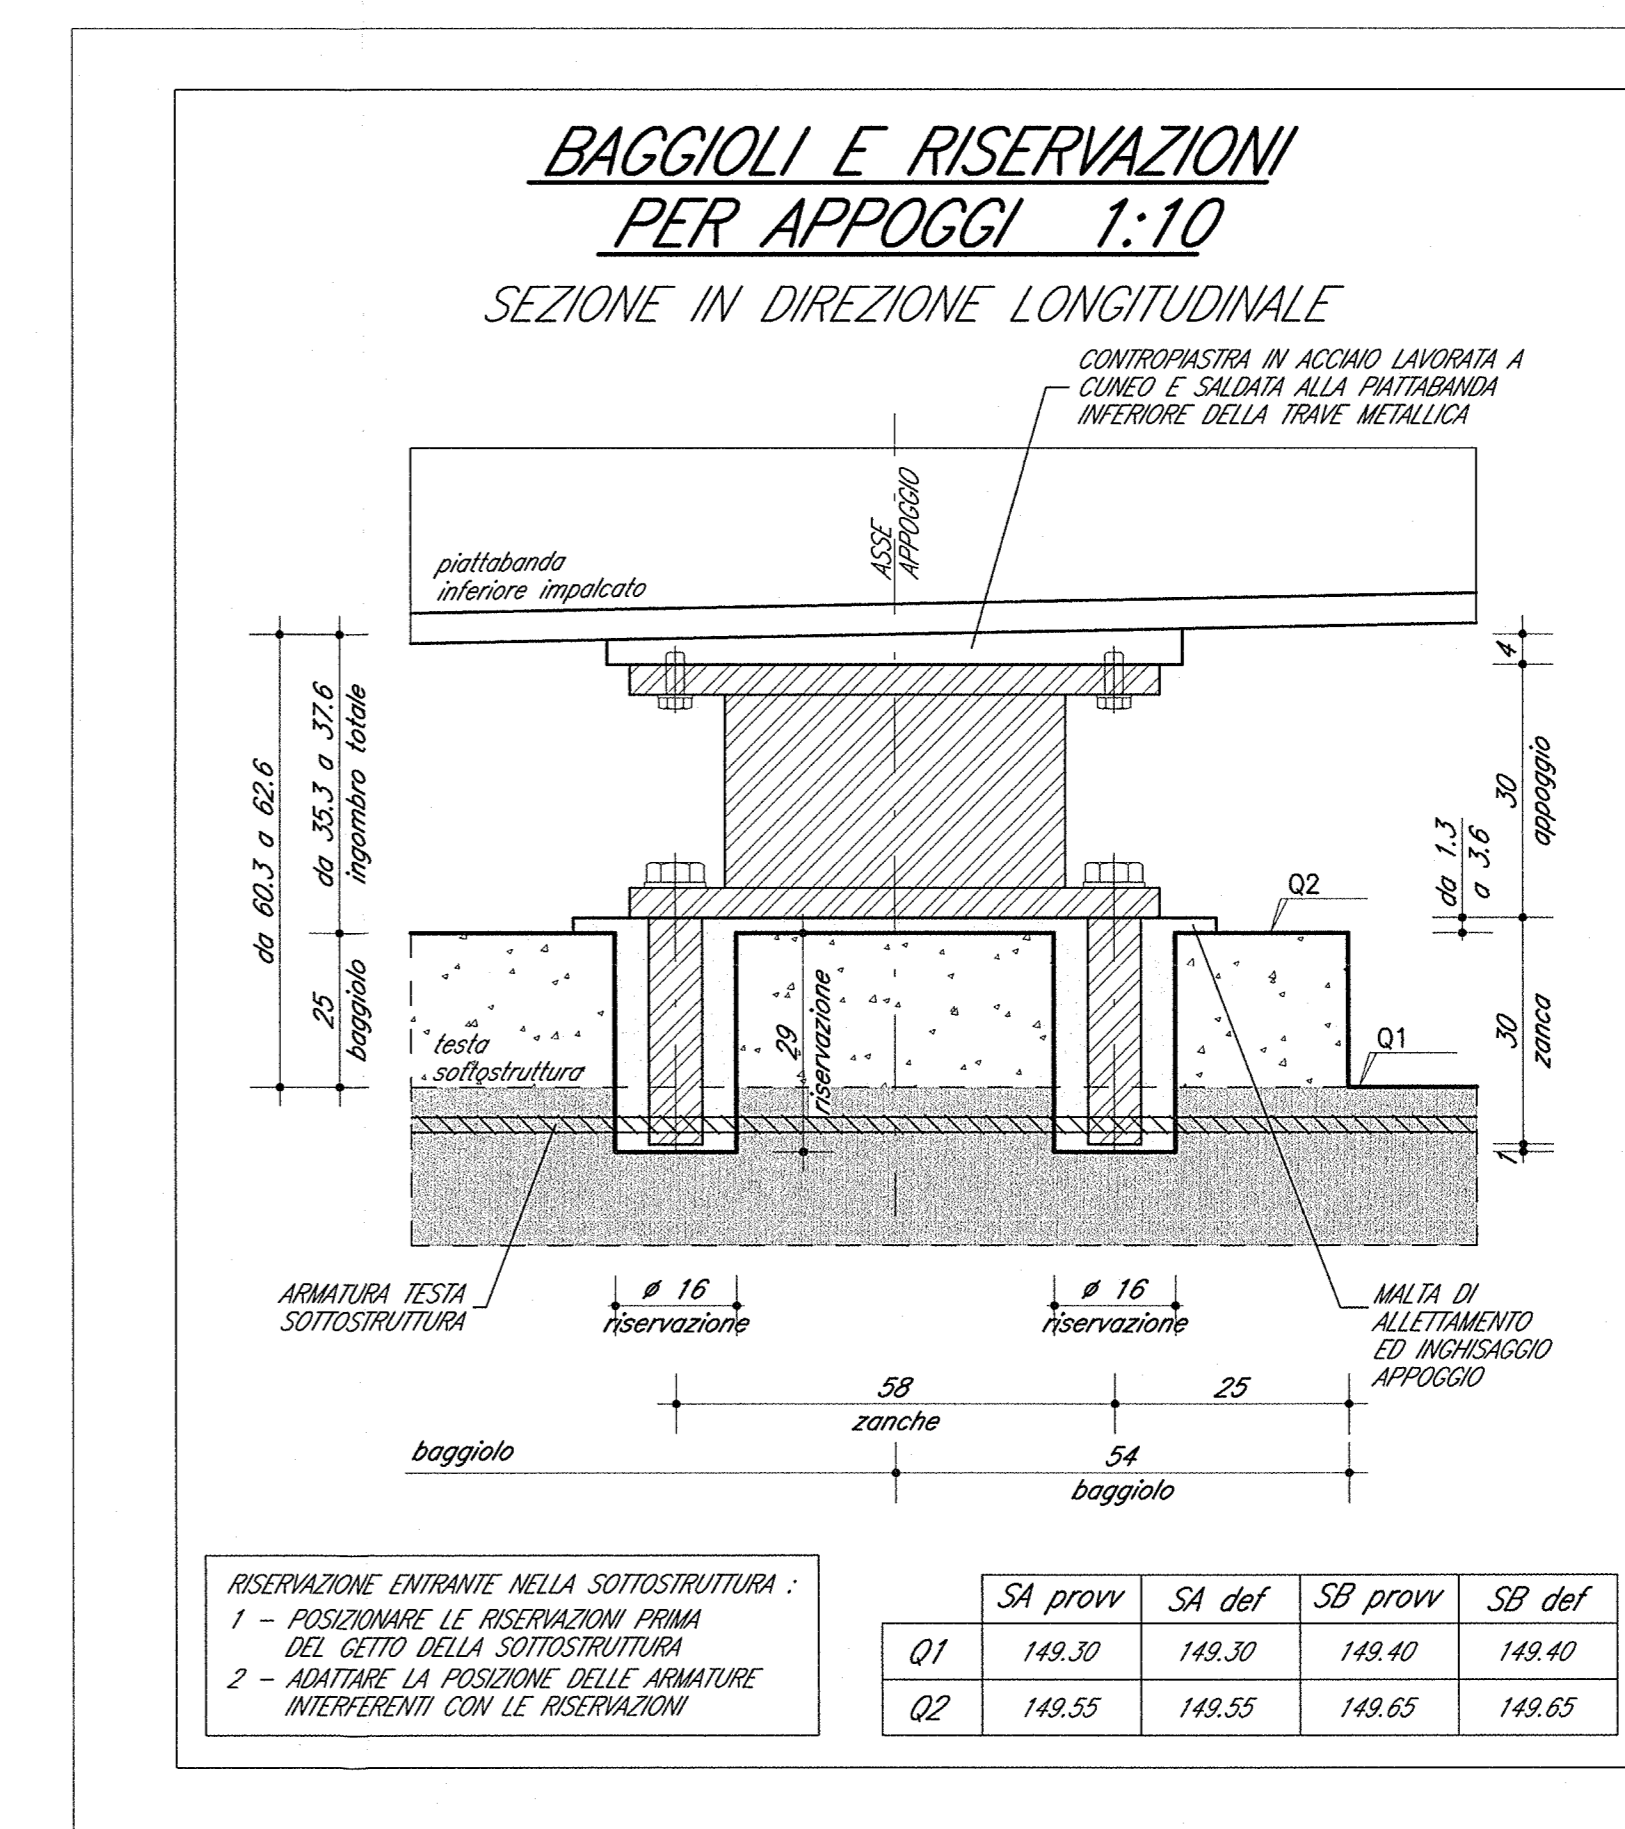 BAGGIOLI E RISERVAZIONI
PER APPOGGI 1:10
SEZIONE IN DIREZIONE LONGITUDINALE
CONTROPIASTRA IN ACCIAIO LAVORATA A
CUNEO E SALDATA ALLA PIATTABANDA
INFERIORE DELLA TRAVE METALLICA
ASSE
APPOGGIO
piattabanda
inferiore impalcato
da 60.3 a 62.6
da 35.3 a 37.6
ingombro totale
25
baggiolo
4
30
appoggio
da 1.3
a 3.6
30
zanca
1
Q2
Q1
29
riservazione
testa
sottostruttura
ARMATURA TESTA
SOTTOSTRUTTURA
ø 16
riservazione
ø 16
riservazione
MALTA DI
ALLETTAMENTO
ED INGHISAGGIO
APPOGGIO
58
zanche
25
baggiolo
54
baggiolo
RISERVAZIONE ENTRANTE NELLA SOTTOSTRUTTURA :
1 - POSIZIONARE LE RISERVAZIONI PRIMA
DEL GETTO DELLA SOTTOSTRUTTURA
2 - ADATTARE LA POSIZIONE DELLE ARMATURE
INTERFERENTI CON LE RISERVAZIONI
SA provv SA def SB provv SB def
Q1 149.30 149.30 149.40 149.40
Q2 149.55 149.55 149.65 149.65